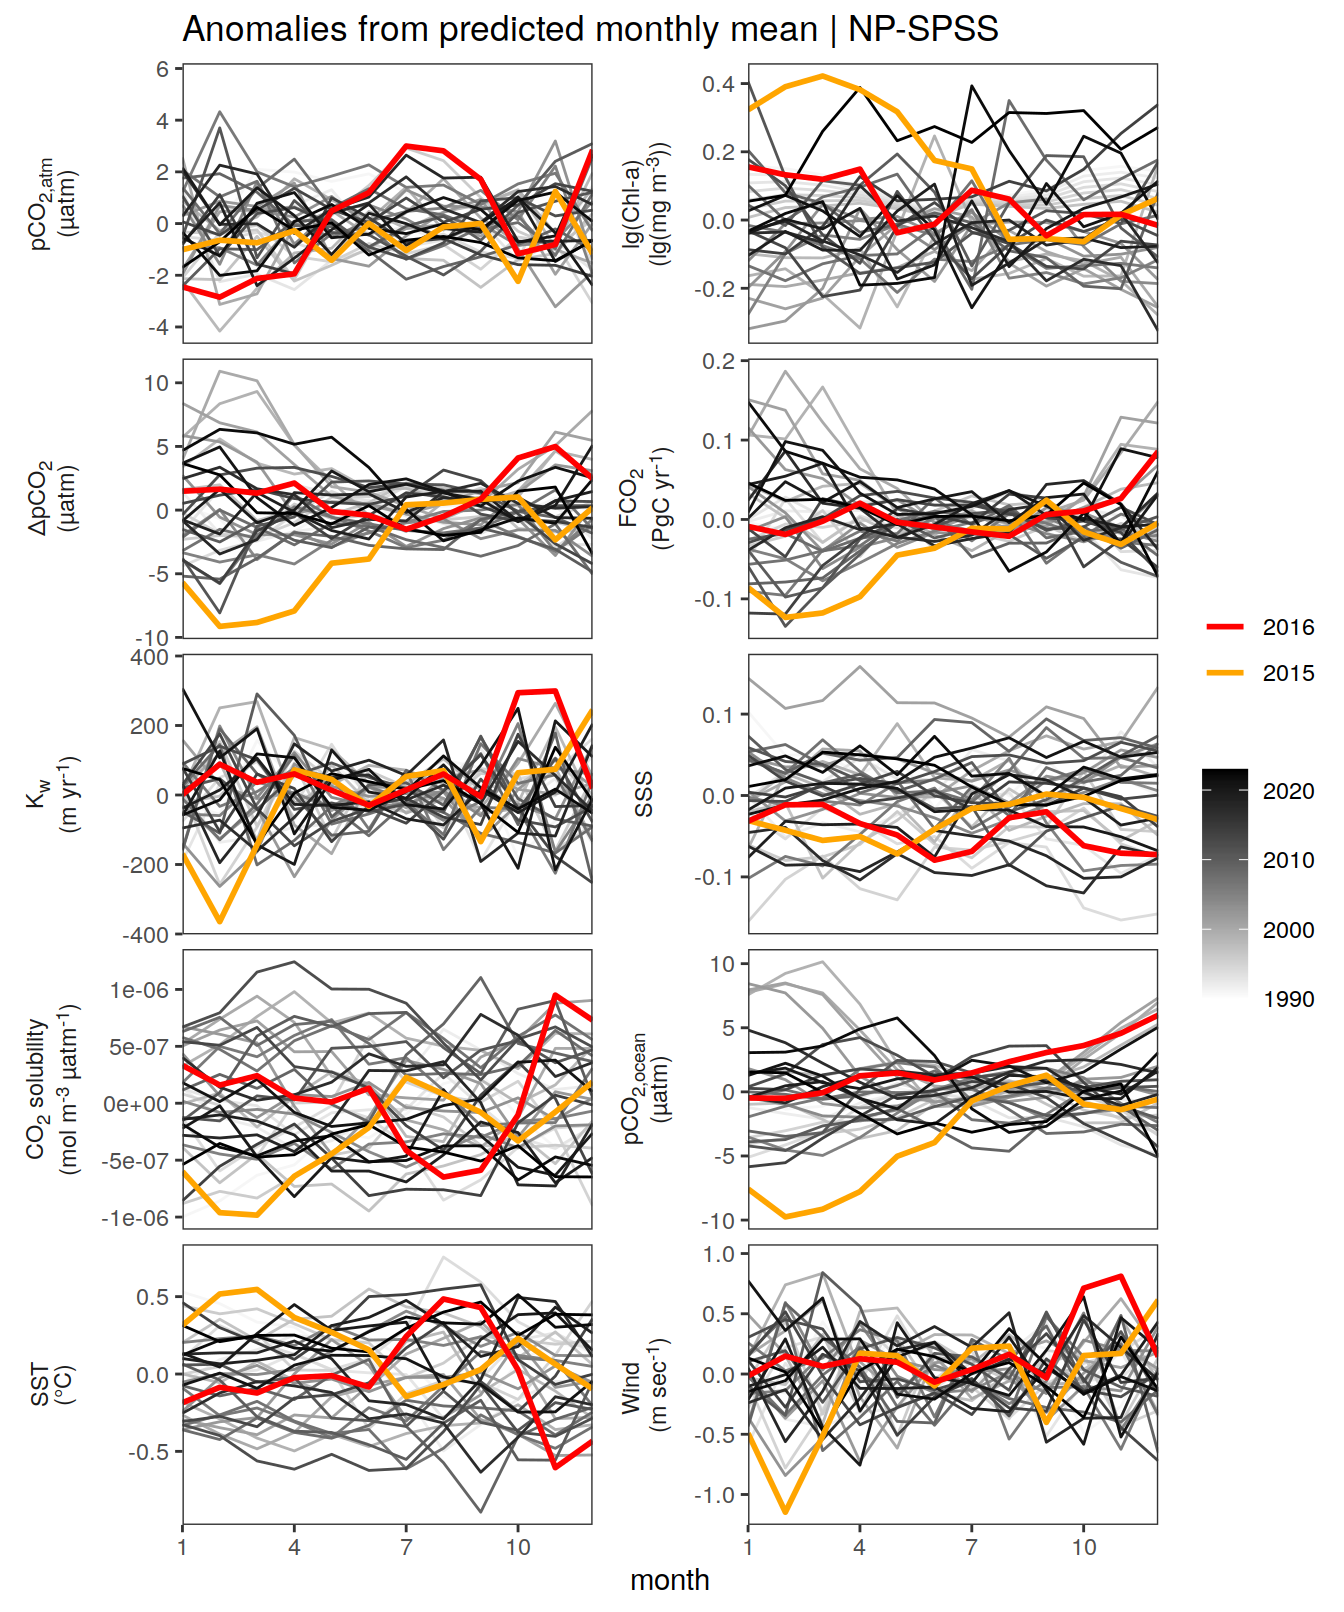 Anomalies from predicted monthly mean | NP-SPSS
pCO2,atm
(µatm)
6
4
2
0
-2
-4
lg(Chl-a)
(lg(mg m-3))
0.4
0.2
0.0
-0.2
ΔpCO2
(µatm)
10
5
0
-5
-10
FCO2
(PgC yr-1)
0.2
0.1
0.0
-0.1
Kw
(m yr-1)
400
200
0
-200
-400
SSS
0.1
0.0
-0.1
CO2 solubility
(mol m-3 µatm-1)
1e-06
5e-07
0e+00
-5e-07
-1e-06
pCO2,ocean
(µatm)
10
5
0
-5
-10
SST
(°C)
0.5
0.0
-0.5
Wind
(m sec-1)
1.0
0.5
0.0
-0.5
-1.0
1 4 7 10
1 4 7 10
month
2016
2015
2020
2010
2000
1990